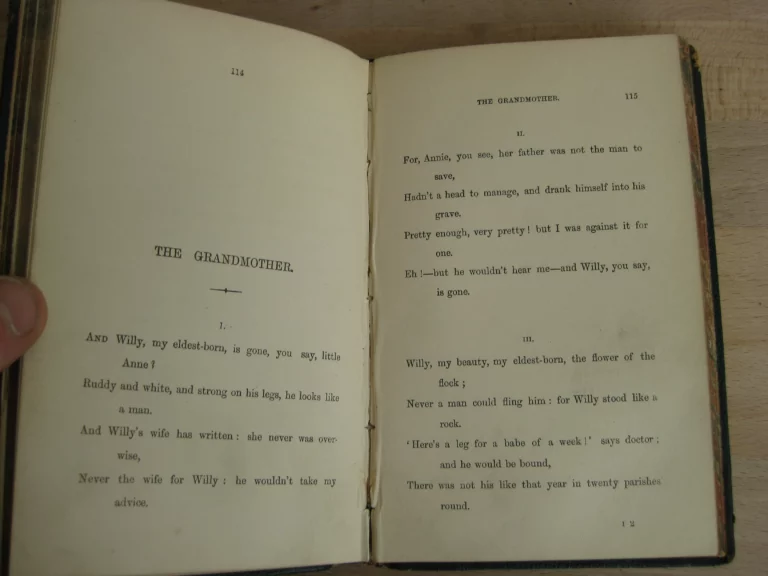 114
THE GRANDMOTHER.
I.
AND Willy, my eldest-born, is gone, you say, little
Anne?
Ruddy and white, and strong on his legs, he looks like
a man.
And Willy's wife has written: she never was over-
wise,
Never the wife for Willy: he wouldn't take my
advice.
THE GRANDMOTHER. 115
II.
For, Annie, you see, her father was not the man to
save,
Hadn't a head to manage, and drank himself into his
grave.
Pretty enough, very pretty! but I was against it for
one.
Eh!—but he wouldn't hear me—and Willy, you say,
is gone.
III.
Willy, my beauty, my eldest-born, the flower of the
flock;
Never a man could fling him: for Willy stood like a
rock.
'Here's a leg for a babe of a week!' says doctor;
and he would be bound,
There was not his like that year in twenty parishes
round.
I 2